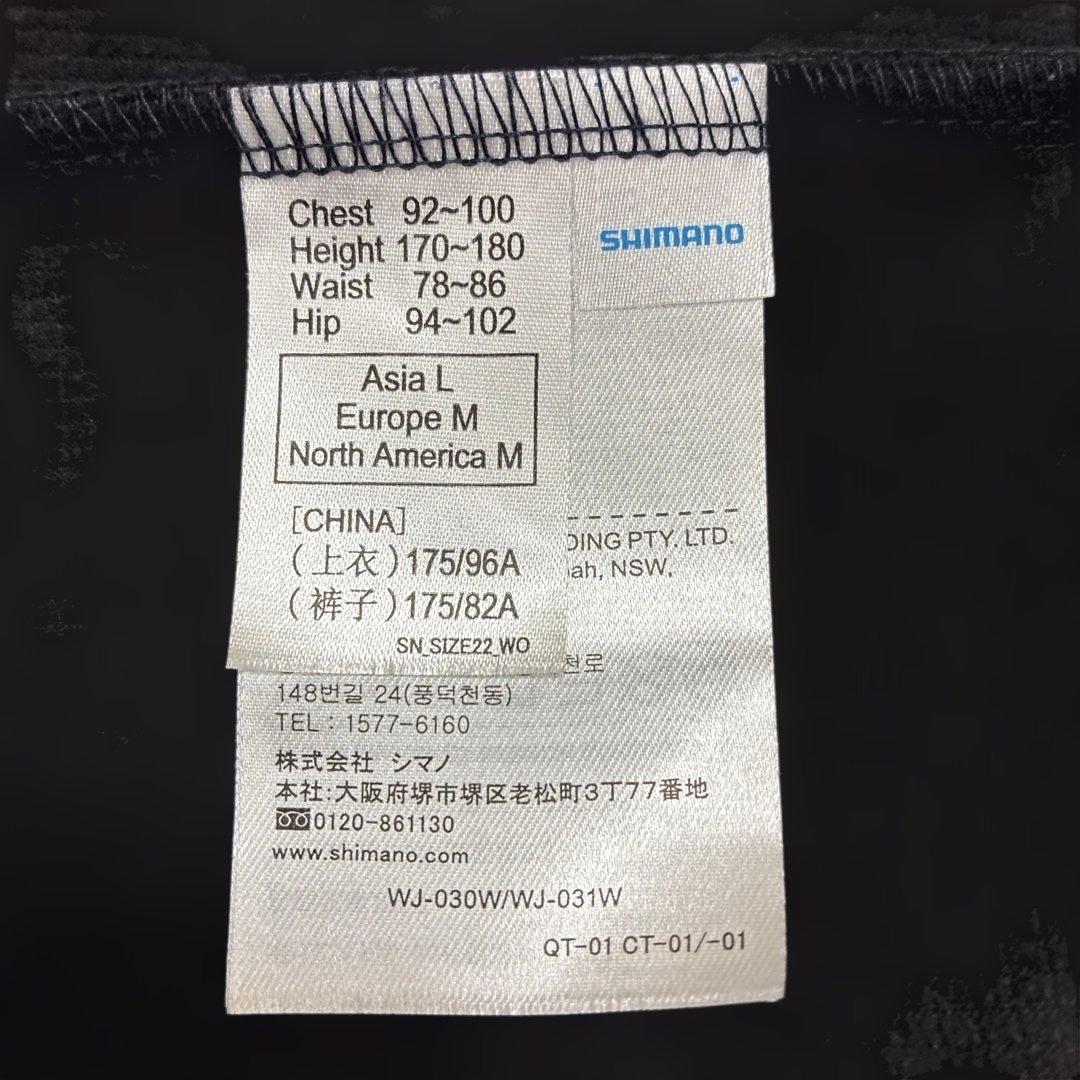 Chest 92~100
Height 170~180
Waist 78~86
Hip 94~102
Asia L
Europe M
North America M
[CHINA]
(上衣)175/96A
(裤子)175/82A
SN_SIZE22_WO
SHIMANO
DING PTY. LTD.
ah, NSW,
천로
148번길 24(풍덕천동)
TEL : 1577-6160
株式会社 シマノ
本社:大阪府堺市堺区老松町3丁77番地
0120-861130
www.shimano.com
WJ-030W/WJ-031W
QT-01 CT-01/-01